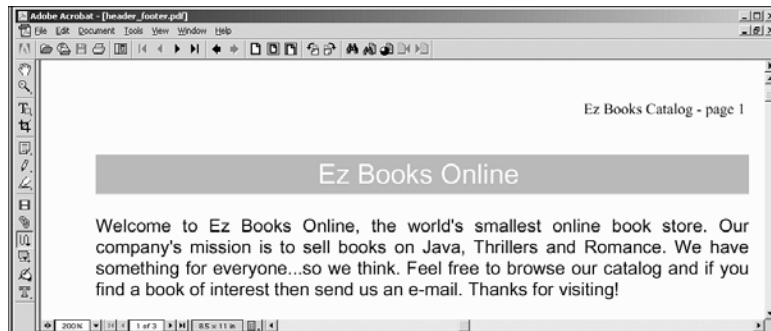 Adobe Acrobat - [header_footer.pdf]
File Edit Document Tools View Window Help
Ez Books Catalog - page 1
Ez Books Online
Welcome to Ez Books Online, the world's smallest online book store. Our
company's mission is to sell books on Java, Thrillers and Romance. We have
something for everyone...so we think. Feel free to browse our catalog and if you
find a book of interest then send us an e-mail. Thanks for visiting!
200% 1 of 3 8.5 x 11 in